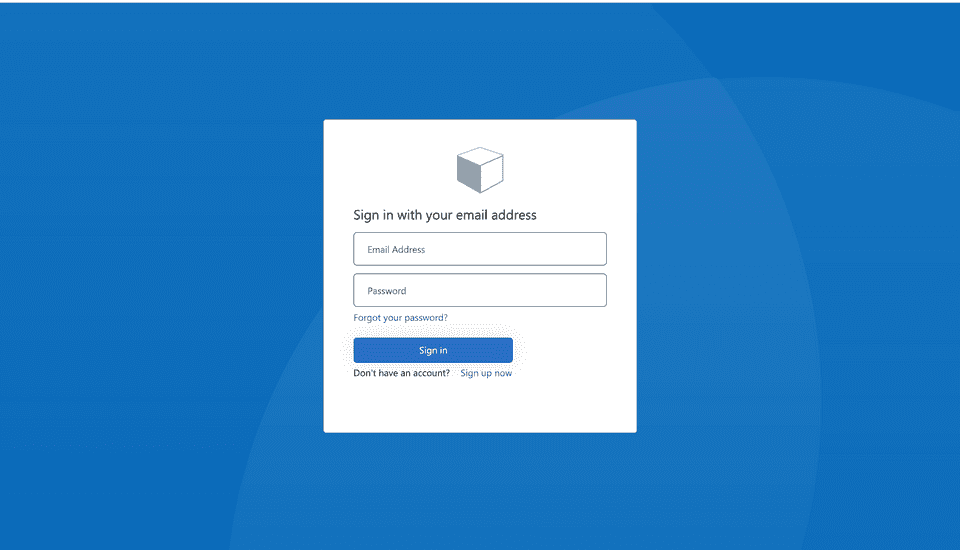 Sign in with your email address
Email Address
Password
Forgot your password?
Sign in
Don't have an account? Sign up now